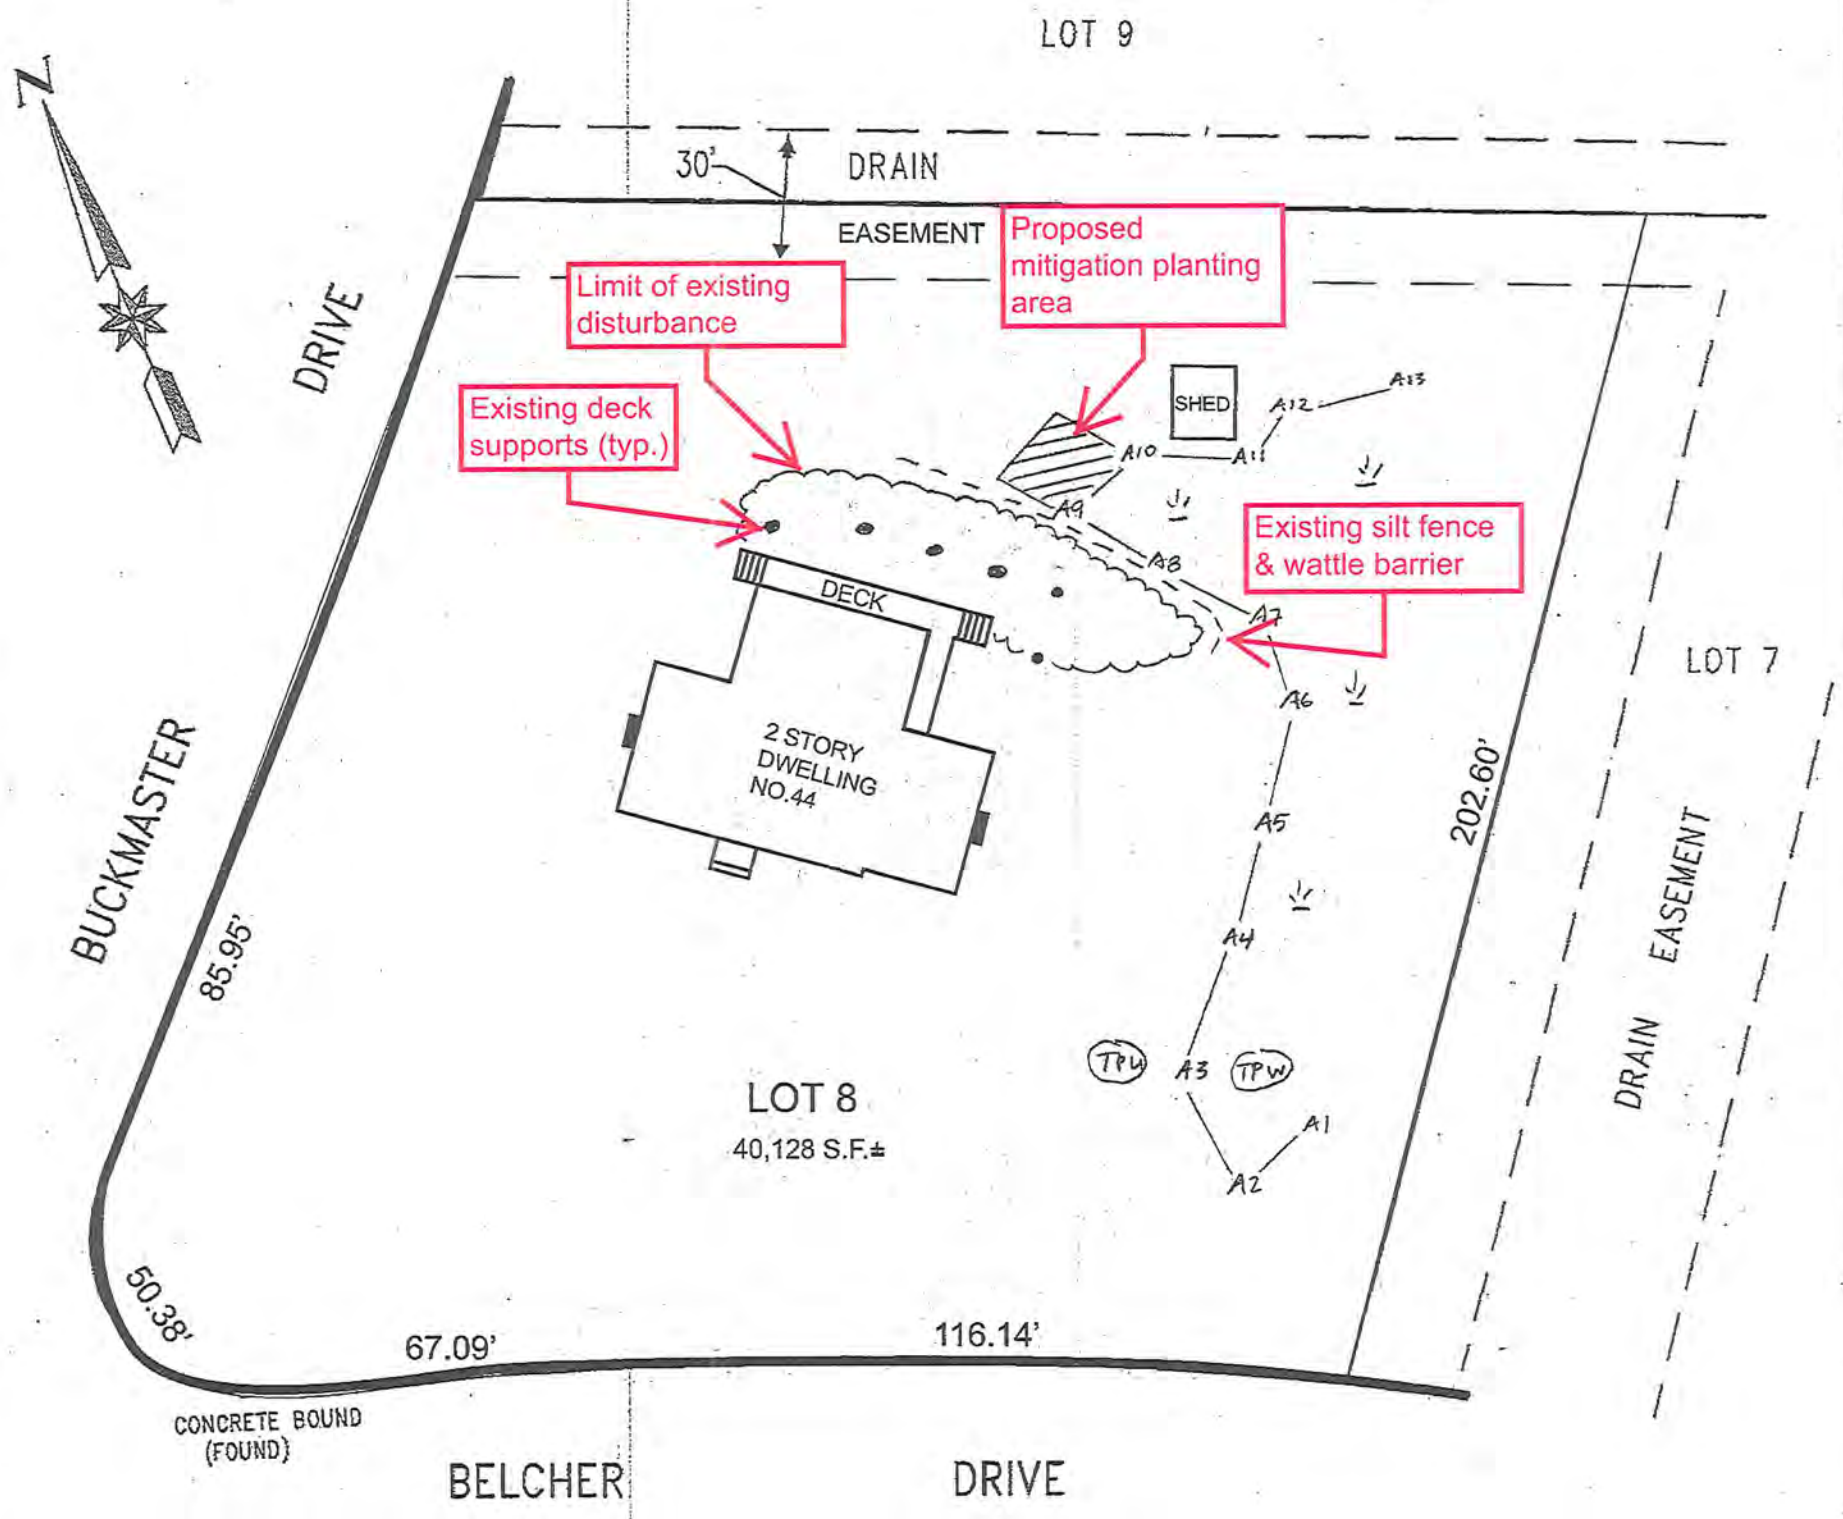 LOT 9
N
30'
DRAIN
EASEMENT
Proposed
mitigation planting
area
Limit of existing
disturbance
DRIVE
Existing deck
supports (typ.)
SHED
A12
A13
A10
A11
A9
Existing silt fence
& wattle barrier
A8
DECK
A7
LOT 7
A6
2 STORY
DWELLING
NO.44
BUCKMASTER
A5
202.60'
EASEMENT
A4
85.95'
DRAIN
TPU
A3
TPW
LOT 8
40,128 S.F.±
A1
A2
50.38'
67.09'
116.14'
CONCRETE BOUND
(FOUND)
BELCHER
DRIVE